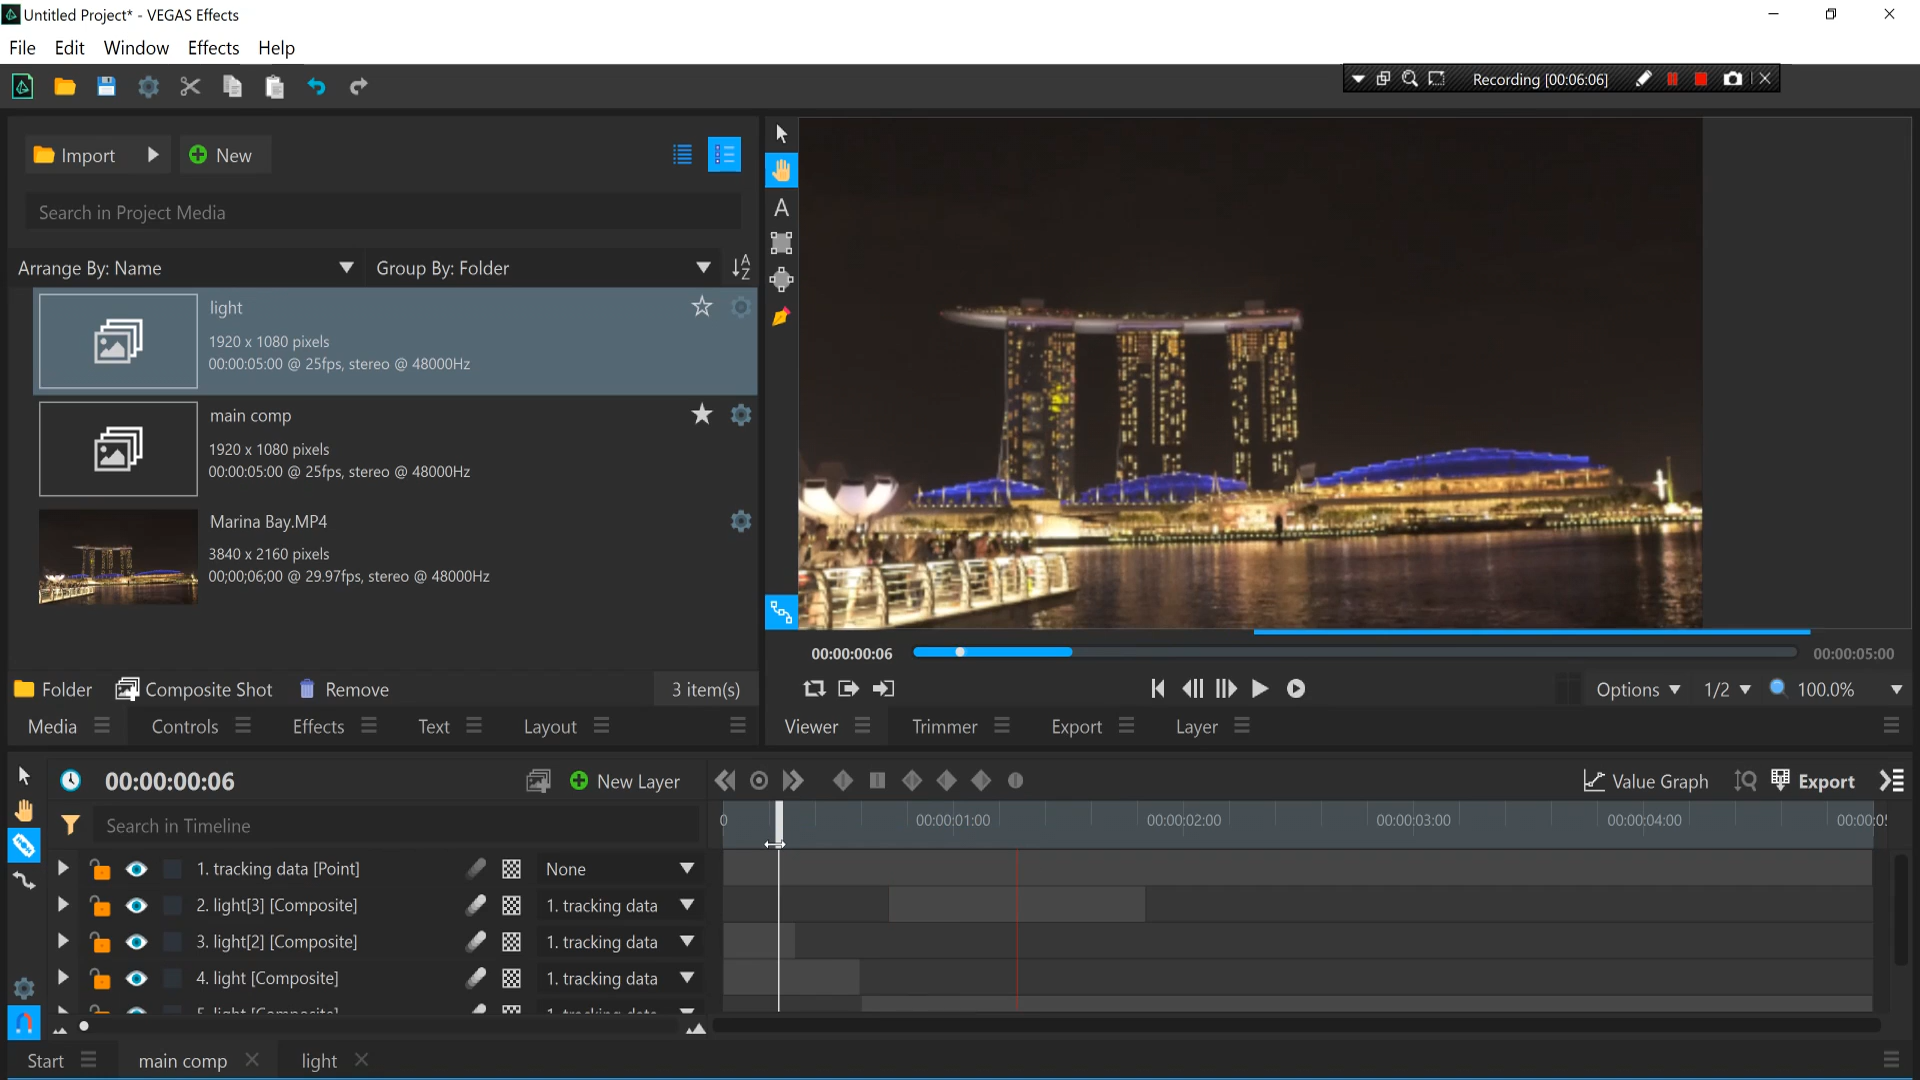 Untitled Project* - VEGAS Effects
File Edit Window Effects Help
Recording [00:06:06]
Import New
Search in Project Media
Arrange By: Name Group By: Folder
A
Z
A
light
1920 x 1080 pixels
00:00:05:00 @ 25fps, stereo @ 48000Hz
main comp
1920 x 1080 pixels
00:00:05:00 @ 25fps, stereo @ 48000Hz
Marina Bay.MP4
3840 x 2160 pixels
00;00;06;00 @ 29.97fps, stereo @ 48000Hz
Folder Composite Shot Remove 3 item(s)
Media Controls Effects Text Layout
00:00:00:06 00:00:05:00
Options 1/2 100.0%
Viewer Trimmer Export Layer
00:00:00:06 New Layer Value Graph Export
Search in Timeline
0 00:00:01:00 00:00:02:00 00:00:03:00 00:00:04:00 00:00:0
1. tracking data [Point] None
2. light[3] [Composite] 1. tracking data
3. light[2] [Composite] 1. tracking data
4. light [Composite] 1. tracking data
Start main comp light